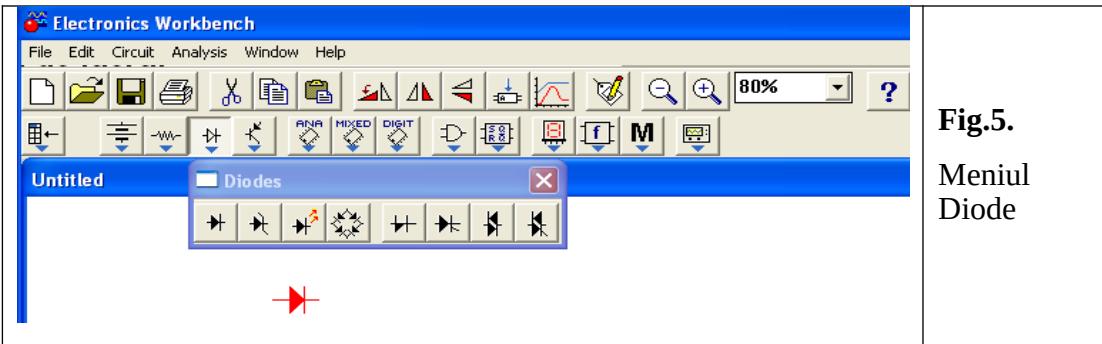 Electronics Workbench
File Edit Circuit Analysis Window Help
80%
?
ANA MIXED DIGIT
f M
Untitled
Diodes
Fig.5.
Meniul
Diode